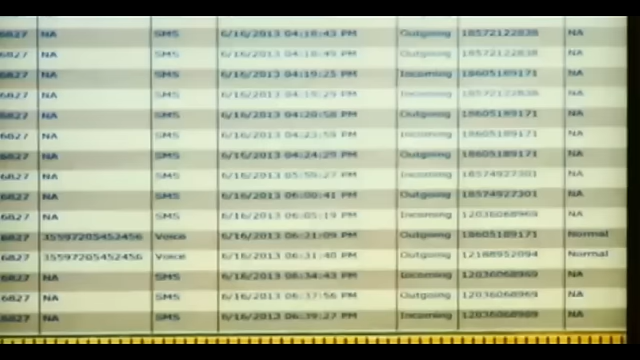 6827 NA SMS 6/16/2013 04:18:43 PM Outgoing 18572122838 NA
6827 NA SMS 6/16/2013 04:18:49 PM Outgoing 18572122838 NA
6827 NA SMS 6/16/2013 04:19:25 PM Incoming 18605189171 NA
6827 NA SMS 6/16/2013 04:19:29 PM Incoming 18572122838 NA
6827 NA SMS 6/16/2013 04:20:58 PM Outgoing 18605189171 NA
6827 NA SMS 6/16/2013 04:23:59 PM Incoming 18605189171 NA
6827 NA SMS 6/16/2013 04:24:29 PM Outgoing 18605189171 NA
6827 NA SMS 6/16/2013 05:59:27 PM Incoming 18574927301 NA
6827 NA SMS 6/16/2013 06:00:41 PM Outgoing 18574927301 NA
6827 NA SMS 6/16/2013 06:05:19 PM Incoming 12036068969 NA
6827 35597205452456 Voice 6/16/2013 06:21:09 PM Outgoing 18605189171 Normal
6827 35597205452456 Voice 6/16/2013 06:31:40 PM Outgoing 12188952094 Normal
6827 NA SMS 6/16/2013 06:34:43 PM Incoming 12036068969 NA
6827 NA SMS 6/16/2013 06:37:56 PM Outgoing 12036068969 NA
6827 NA SMS 6/16/2013 06:39:27 PM Incoming 12036068969 NA